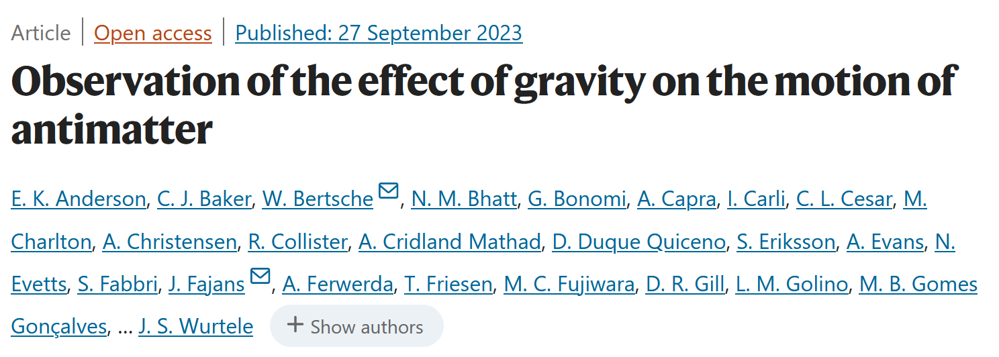 Article | Open access | Published: 27 September 2023
Observation of the effect of gravity on the motion of
antimatter
E. K. Anderson, C. J. Baker, W. Bertsche, N. M. Bhatt, G. Bonomi, A. Capra, I. Carli, C. L. Cesar, M.
Charlton, A. Christensen, R. Collister, A. Cridland Mathad, D. Duque Quiceno, S. Eriksson, A. Evans, N.
Evetts, S. Fabbri, J. Fajans, A. Ferwerda, T. Friesen, M. C. Fujiwara, D. R. Gill, L. M. Golino, M. B. Gomes
Gonçalves, ... J. S. Wurtele + Show authors